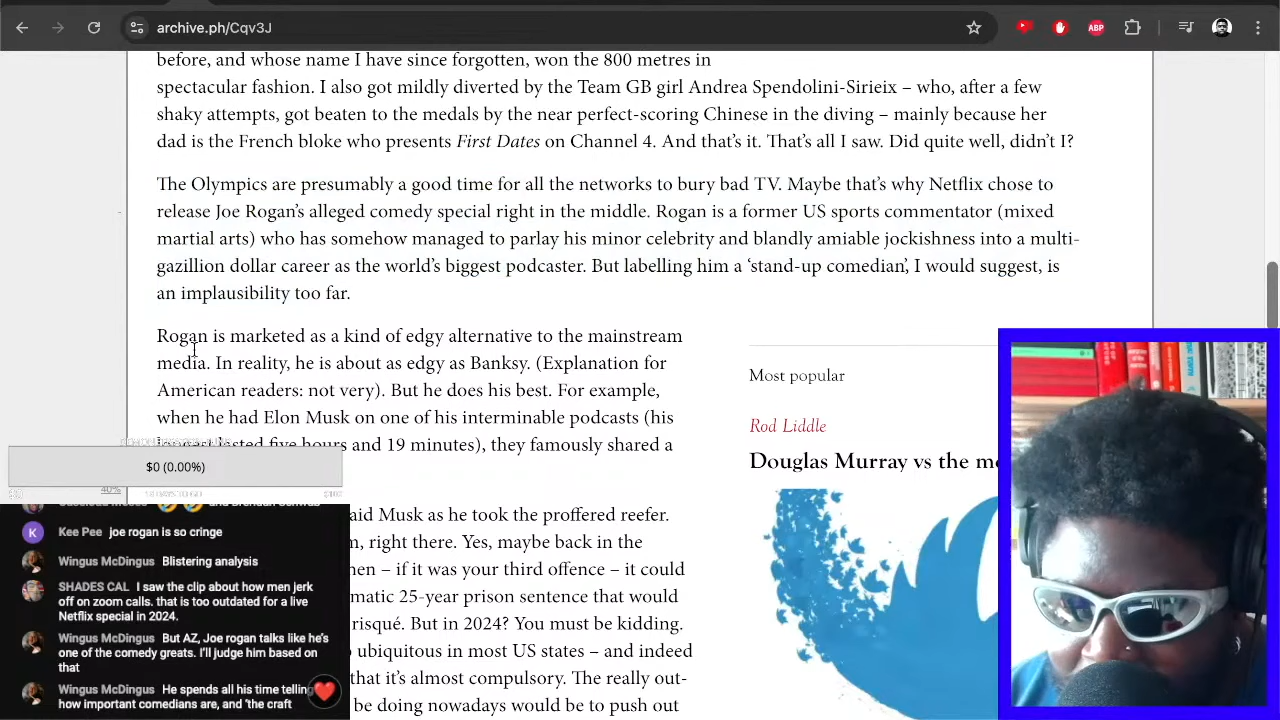 archive.ph/Cqv3J
ABP
before, and whose name I have since forgotten, won the 800 metres in
spectacular fashion. I also got mildly diverted by the Team GB girl Andrea Spendolini-Sirieix – who, after a few
shaky attempts, got beaten to the medals by the near perfect-scoring Chinese in the diving – mainly because her
dad is the French bloke who presents First Dates on Channel 4. And that's it. That's all I saw. Did quite well, didn't I?
The Olympics are presumably a good time for all the networks to bury bad TV. Maybe that's why Netflix chose to
release Joe Rogan's alleged comedy special right in the middle. Rogan is a former US sports commentator (mixed
martial arts) who has somehow managed to parlay his minor celebrity and blandly amiable jockishness into a multi-
gazillion dollar career as the world's biggest podcaster. But labelling him a 'stand-up comedian', I would suggest, is
an implausibility too far.
Rogan is marketed as a kind of edgy alternative to the mainstream
media. In reality, he is about as edgy as Banksy. (Explanation for
American readers: not very). But he does his best. For example,
when he had Elon Musk on one of his interminable podcasts (his
lasted five hours and 19 minutes), they famously shared a
said Musk as he took the proffered reefer.
right there. Yes, maybe back in the
– if it was your third offence – it could
25-year prison sentence that would
risqué. But in 2024? You must be kidding.
ubiquitous in most US states – and indeed
that it's almost compulsory. The really out-
be doing nowadays would be to push out
Most popular
Rod Liddle
Douglas Murray vs the
$0 (0.00%)
40%
K
Kee Pee joe rogan is so cringe
Wingus McDingus Blistering analysis
SHADES CAL I saw the clip about how men jerk
off on zoom calls. that is too outdated for a live
Netflix special in 2024.
Wingus McDingus But AZ, Joe rogan talks like he's
one of the comedy greats. I'll judge him based on
that
Wingus McDingus He spends all his time telling
how important comedians are, and 'the craft